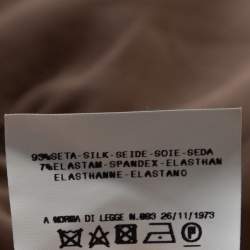 93%SETA-SILK-SEIDE-SOIE-SEDA
7%ELASTAM-SPANDEX-ELASTHAN
ELASTHANNE-ELASTANO
A NORMA DI LEGGE N.883 26/11/1973